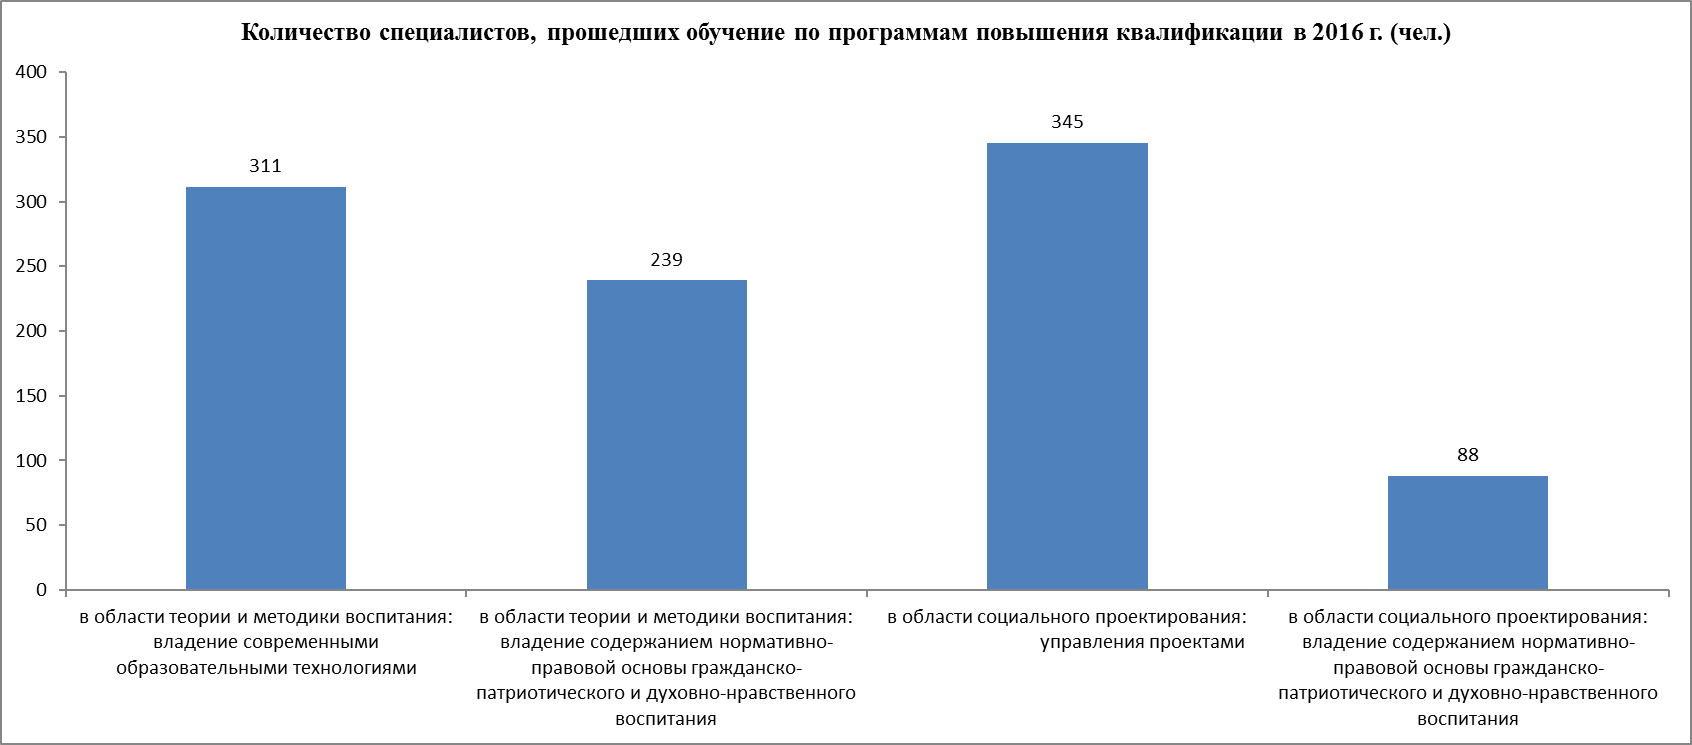 Количество специалистов, прошедших обучение по программам повышения квалификации в 2016 г. (чел.)
400
350
300
250
200
150
100
50
0
311
239
345
88
в области теории и методики воспитания:
владение современными
образовательными технологиями
в области теории и методики воспитания:
владение содержанием нормативно-
правовой основы гражданско-
патриотического и духовно-нравственного
воспитания
в области социального проектирования:
управления проектами
в области социального проектирования:
владение содержанием нормативно-
правовой основы гражданско-
патриотического и духовно-нравственного
воспитания